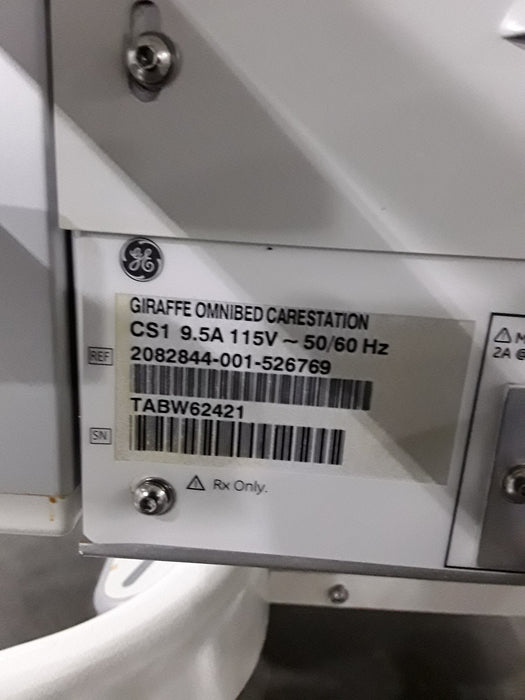 GE
GIRAFFE OMNIBED CARESTATION
CS1 9.5A 115V ~ 50/60 Hz
REF 2082844-001-526769
SN TABW62421
⚠ Rx Only.
⚠ M
2A @